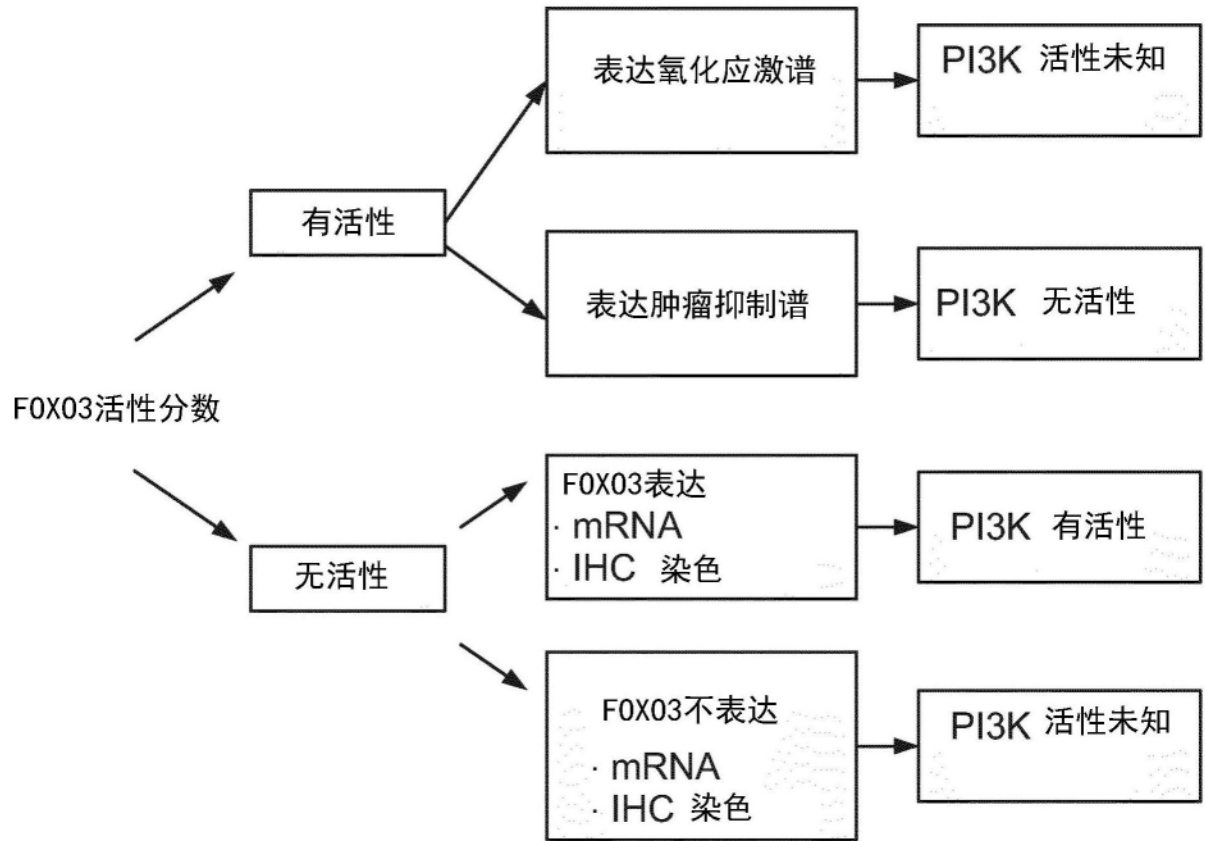 表达氧化应激谱
PI3K 活性未知
有活性
表达肿瘤抑制谱
PI3K 无活性
FOXO3活性分数
无活性
FOXO3表达
· mRNA
· IHC 染色
PI3K 有活性
FOXO3不表达
· mRNA
· IHC 染色
PI3K 活性未知